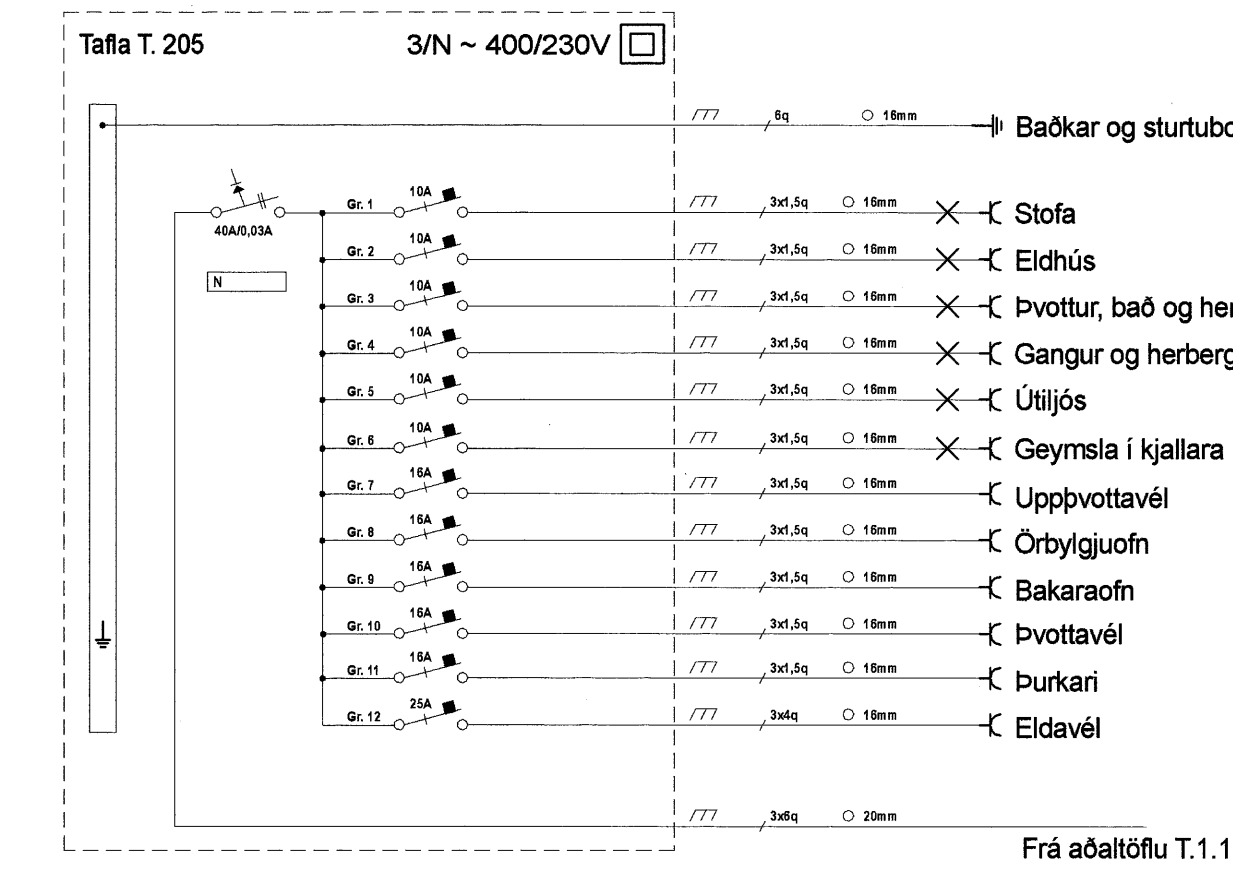 Tafla T. 205 3/N ~ 400/230V
6q 16mm Baðkar og
40A/0,03A
N
Gr. 1 10A 3x1,5q 16mm Stofa
Gr. 2 10A 3x1,5q 16mm Eldhús
Gr. 3 10A 3x1,5q 16mm Þvottur, bað og
Gr. 4 10A 3x1,5q 16mm Gangur og
Gr. 5 10A 3x1,5q 16mm Útiljós
Gr. 6 10A 3x1,5q 16mm Geymsla í kjallara
Gr. 7 16A 3x1,5q 16mm Uppþvottavél
Gr. 8 16A 3x1,5q 16mm Örbylgjuofn
Gr. 9 16A 3x1,5q 16mm Bakaraofn
Gr. 10 16A 3x1,5q 16mm Þvottavél
Gr. 11 16A 3x1,5q 16mm Þurkari
Gr. 12 25A 3x4q 16mm Eldavél
3x6q 20mm
Frá aðaltöflu T.1.1